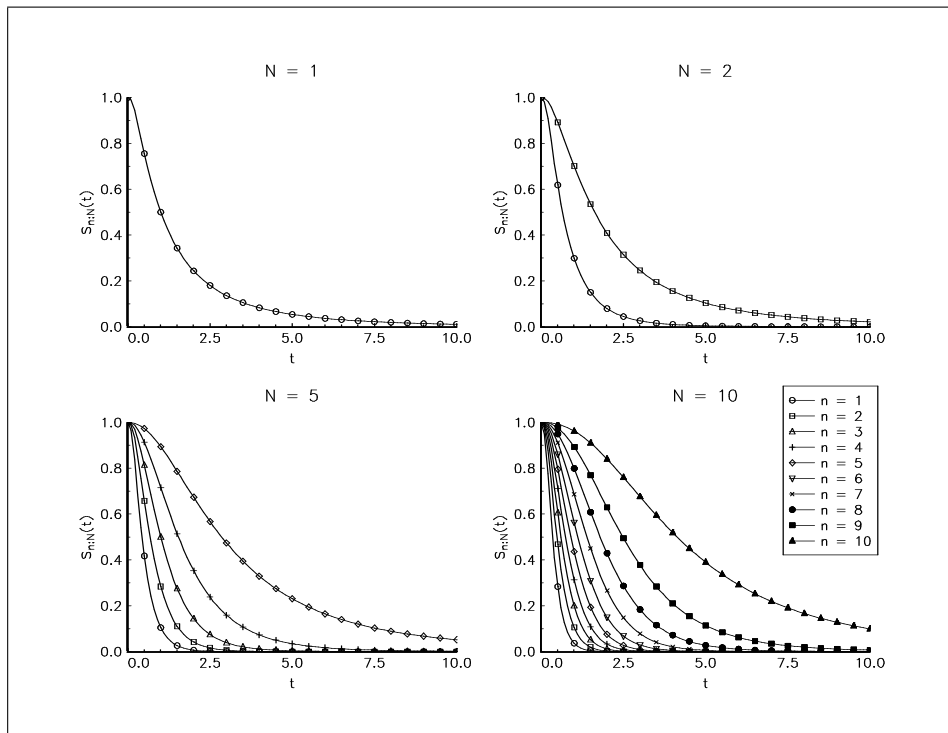 N = 1
1.0
0.8
0.6
0.4
0.2
0.0
S_{n:N}(t)
0.0 2.5 5.0 7.5 10.0
t
N = 2
1.0
0.8
0.6
0.4
0.2
0.0
S_{n:N}(t)
0.0 2.5 5.0 7.5 10.0
t
N = 5
1.0
0.8
0.6
0.4
0.2
0.0
S_{n:N}(t)
0.0 2.5 5.0 7.5 10.0
t
N = 10
1.0
0.8
0.6
0.4
0.2
0.0
S_{n:N}(t)
0.0 2.5 5.0 7.5 10.0
t
n = 1
n = 2
n = 3
n = 4
n = 5
n = 6
n = 7
n = 8
n = 9
n = 10